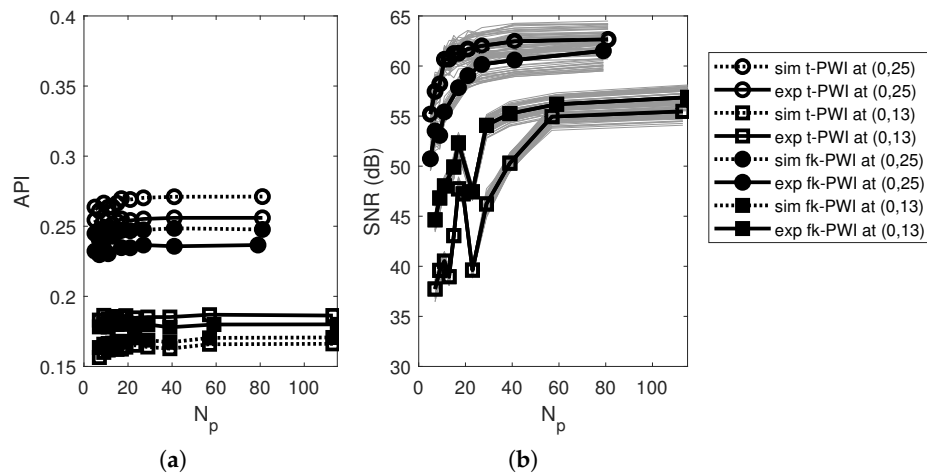 0.4
0.35
0.3
0.25
0.2
0.15
API
0
20
40
60
80
100
N_p
(a)
65
60
55
50
45
40
35
30
SNR (dB)
0
20
40
60
80
100
N_p
(b)
sim t-PWI at (0,25)
exp t-PWI at (0,25)
sim t-PWI at (0,13)
exp t-PWI at (0,13)
sim fk-PWI at (0,25)
exp fk-PWI at (0,25)
sim fk-PWI at (0,13)
exp fk-PWI at (0,13)